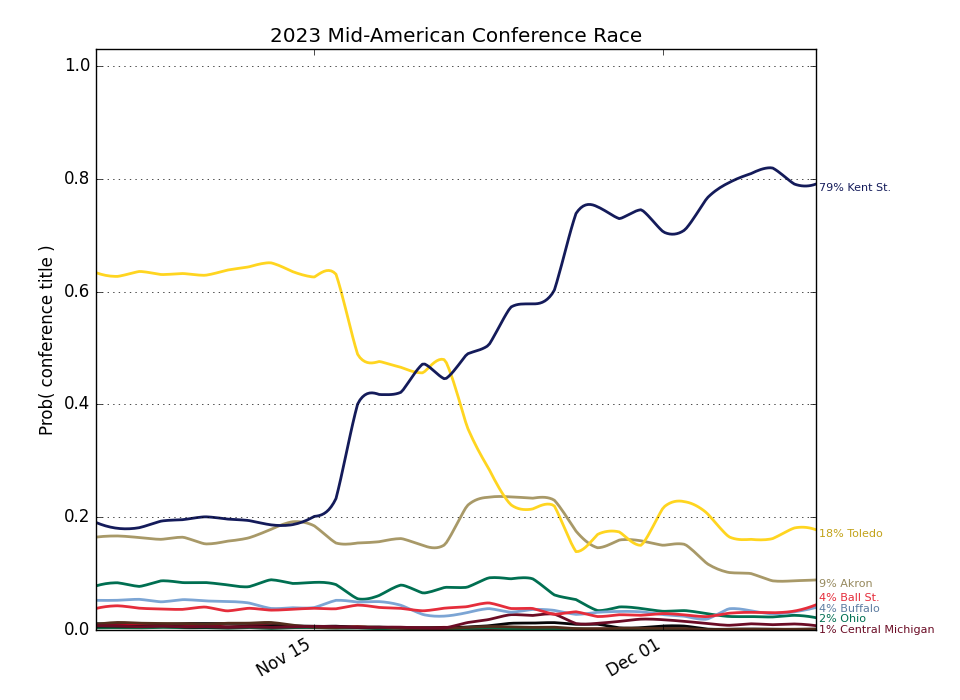 2023 Mid-American Conference Race
Prob( conference title )
1.0
0.8
0.6
0.4
0.2
0.0
Nov 15
Dec 01
79% Kent St.
18% Toledo
9% Akron
4% Ball St.
4% Buffalo
2% Ohio
1% Central Michigan